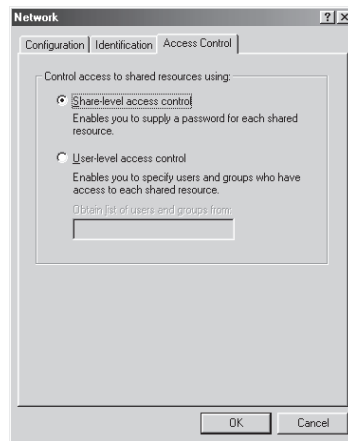 Network
? ×
Configuration Identification Access Control
Control access to shared resources using:
Share-level access control
Enables you to supply a password for each shared
resource.
User-level access control
Enables you to specify users and groups who have
access to each shared resource.
Obtain list of users and groups from:
OK Cancel